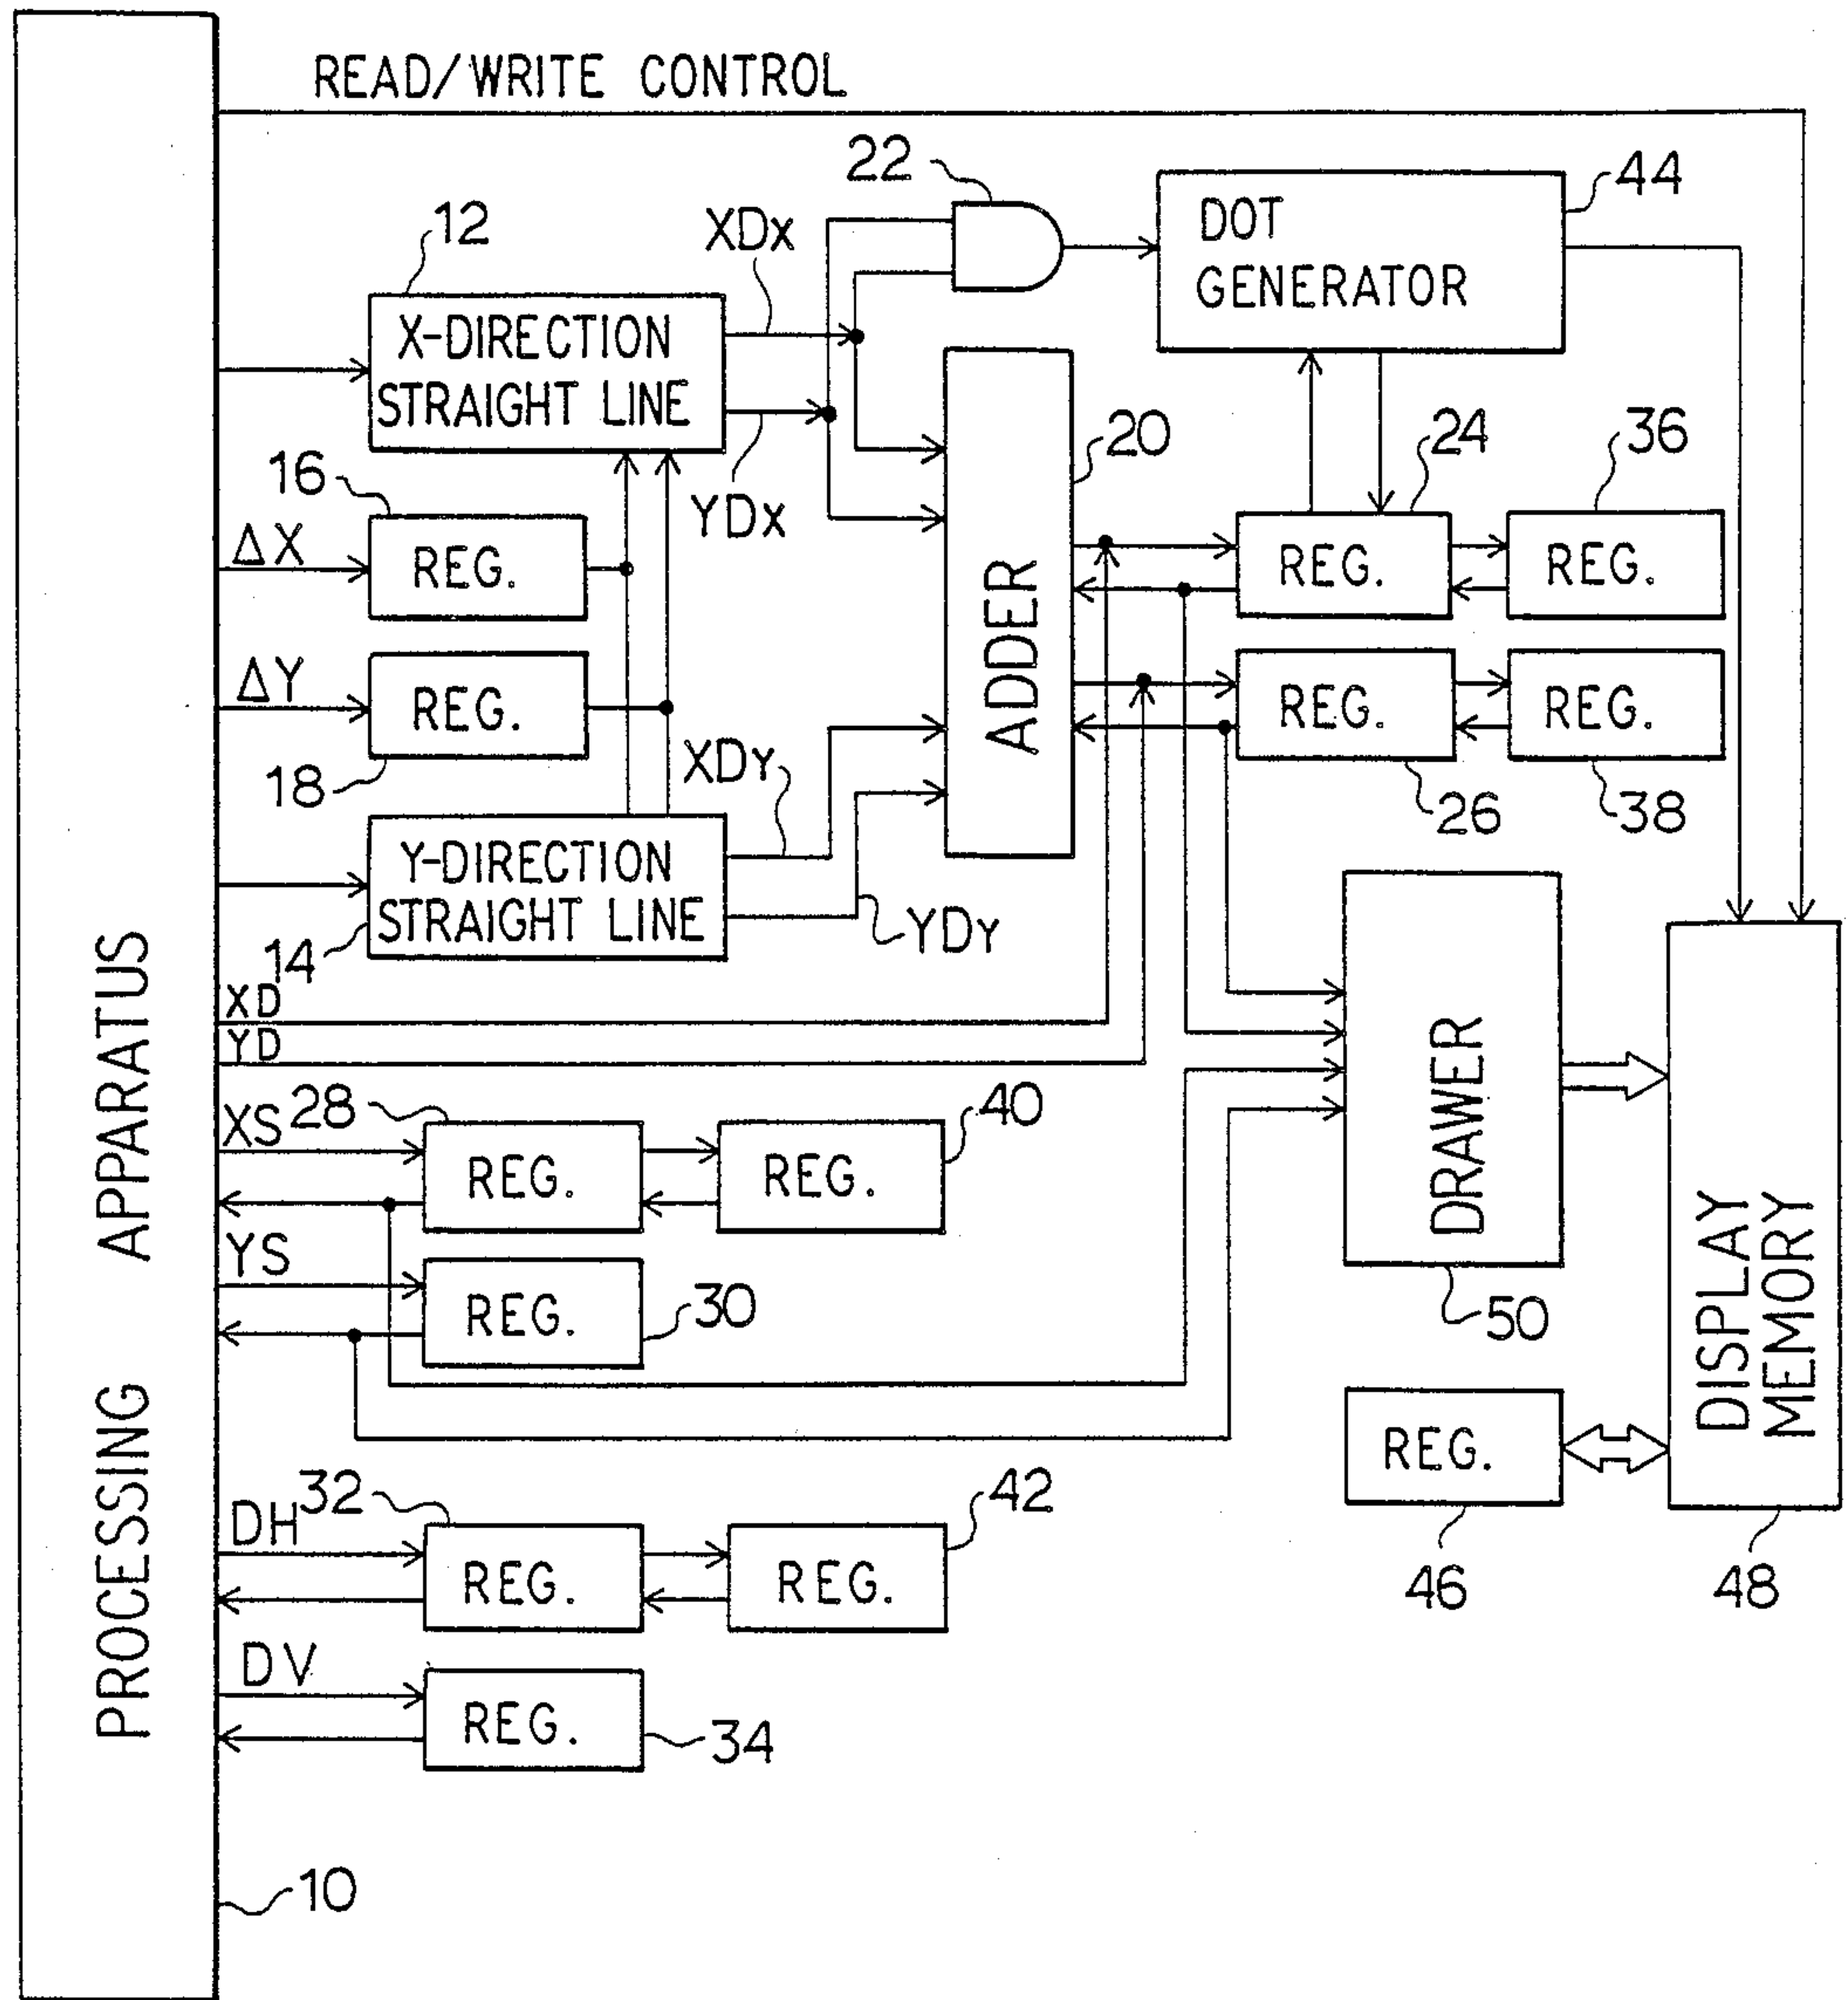 READ/WRITE CONTROL
22
44
DOT
GENERATOR
12
XDx
X-DIRECTION
STRAIGHT LINE
20
24
36
16
YDx
ΔX
REG.
REG.
REG.
ADDER
ΔY
REG.
REG.
REG.
18
XDY
26
38
Y-DIRECTION
STRAIGHT LINE
14
YDY
XD
YD
XS
28
REG.
REG.
40
DRAWER
YS
REG.
30
50
DISPLAY
MEMORY
REG.
46
48
DH
32
REG.
REG.
42
DV
REG.
34
PROCESSING APPARATUS
10